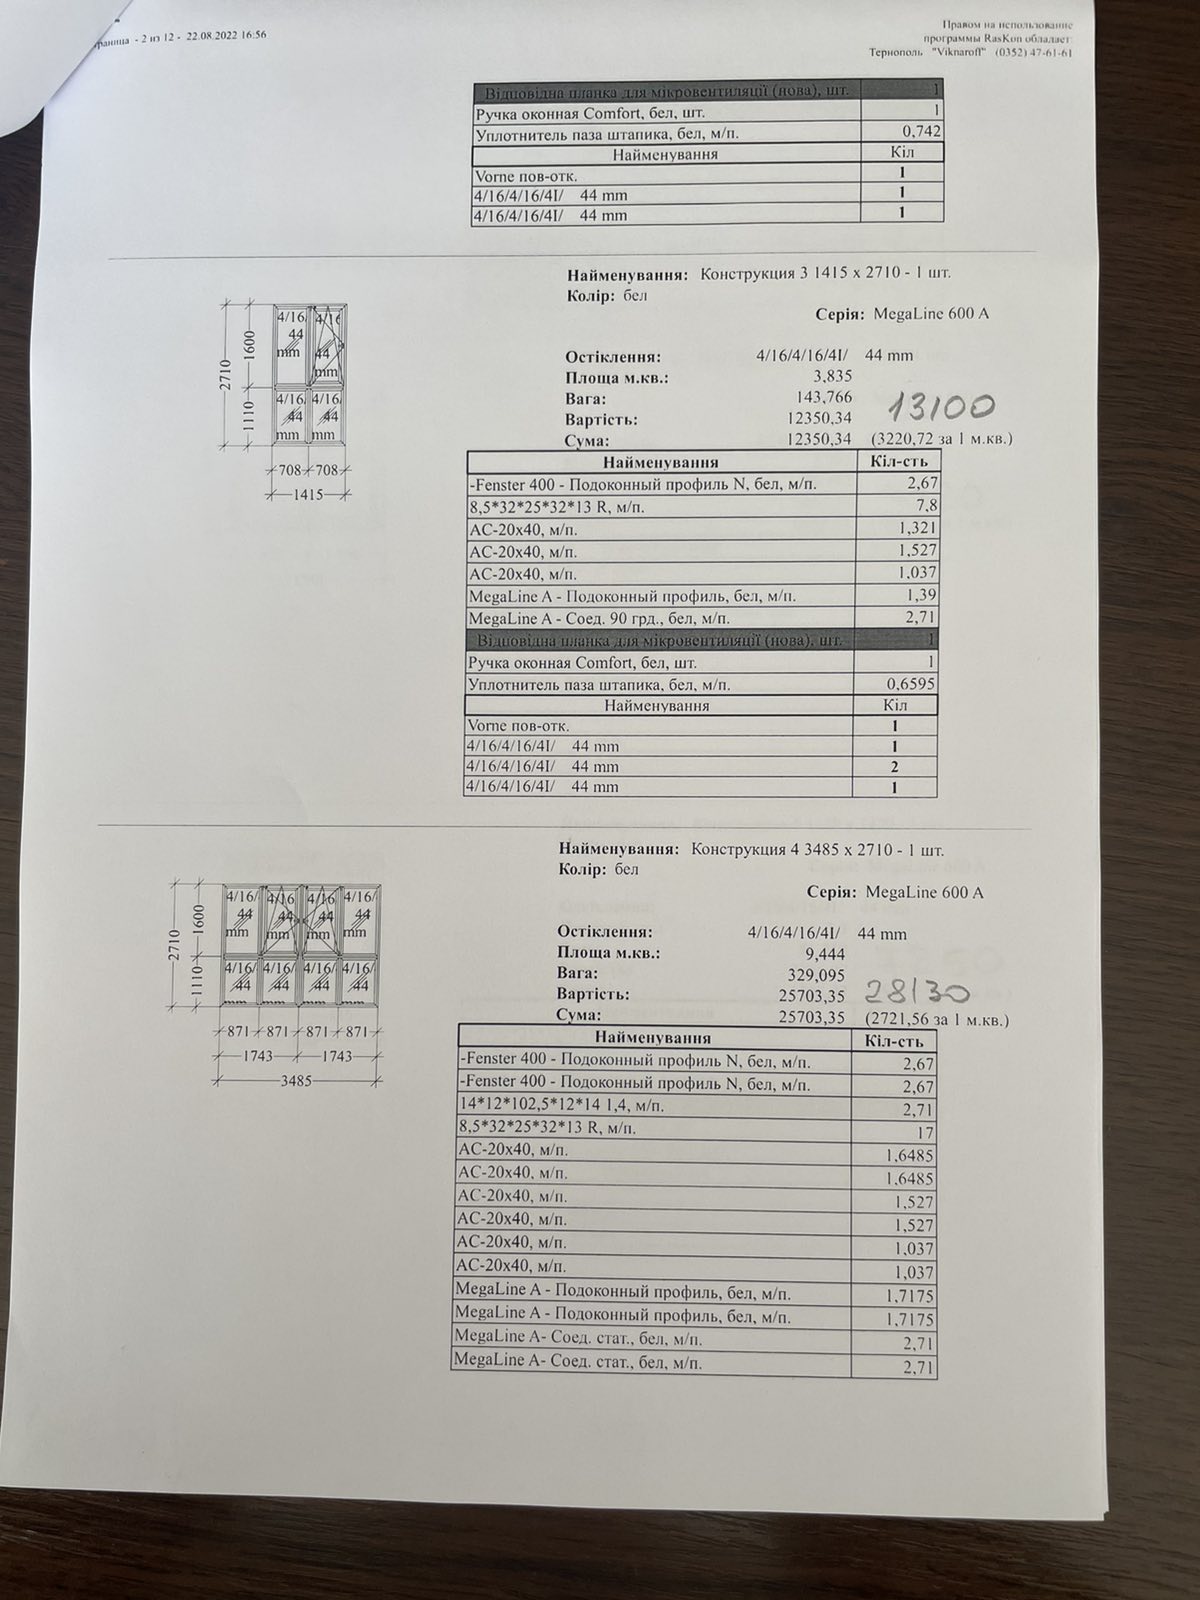 раница - 2 из 12 - 22.08.2022 16:56
Правом на использование
программы RasKon обладает:
Тернополь "Viknaroff" (0352) 47-61-61
Відповідна планка для мікровентиляції (нова), шт. 1
Ручка оконная Comfort, бел, шт. 1
Уплотнитель паза штапика, бел, м/п. 0,742
Найменування Кіл
Vorne пов-отк. 1
4/16/4/16/4I/ 44 mm 1
4/16/4/16/4I/ 44 mm 1
Найменування: Конструкция 3 1415 x 2710 - 1 шт.
Колір: бел
Серія: MegaLine 600 A
Остіклення: 4/16/4/16/4I/ 44 mm
Площа м.кв.: 3,835
Вага: 143,766
Вартість: 12350,34 13100
Сума: 12350,34 (3220,72 за 1 м.кв.)
4/16/ 4/16
44 44
mm mm
4/16/ 4/16/
44 44
mm mm
2710
1600
1110
708 708
1415
Найменування Кіл-сть
-Fenster 400 - Подоконный профиль N, бел, м/п. 2,67
8,5*32*25*32*13 R, м/п. 7,8
AC-20x40, м/п. 1,321
AC-20x40, м/п. 1,527
AC-20x40, м/п. 1,037
MegaLine A - Подоконный профиль, бел, м/п. 1,39
MegaLine A - Соед. 90 грд., бел, м/п. 2,71
Відповідна планка для мікровентиляції (нова), шт. 1
Ручка оконная Comfort, бел, шт. 1
Уплотнитель паза штапика, бел, м/п. 0,6595
Найменування Кіл
Vorne пов-отк. 1
4/16/4/16/4I/ 44 mm 1
4/16/4/16/4I/ 44 mm 2
4/16/4/16/4I/ 44 mm 1
Найменування: Конструкция 4 3485 x 2710 - 1 шт.
Колір: бел
Серія: MegaLine 600 A
Остіклення: 4/16/4/16/4I/ 44 mm
Площа м.кв.: 9,444
Вага: 329,095
Вартість: 25703,35 28130
Сума: 25703,35 (2721,56 за 1 м.кв.)
4/16/ 4/16 4/16 4/16/
44 44 44 44
mm mm mm mm
4/16/ 4/16/ 4/16/ 4/16/
44 44 44 44
mm mm mm mm
2710
1600
1110
871 871 871 871
1743 1743
3485
Найменування Кіл-сть
-Fenster 400 - Подоконный профиль N, бел, м/п. 2,67
-Fenster 400 - Подоконный профиль N, бел, м/п. 2,67
14*12*102,5*12*14 1,4, м/п. 2,71
8,5*32*25*32*13 R, м/п. 17
AC-20x40, м/п. 1,6485
AC-20x40, м/п. 1,6485
AC-20x40, м/п. 1,527
AC-20x40, м/п. 1,527
AC-20x40, м/п. 1,037
AC-20x40, м/п. 1,037
MegaLine A - Подоконный профиль, бел, м/п. 1,7175
MegaLine A - Подоконный профиль, бел, м/п. 1,7175
MegaLine A- Соед. стат., бел, м/п. 2,71
MegaLine A- Соед. стат., бел, м/п. 2,71